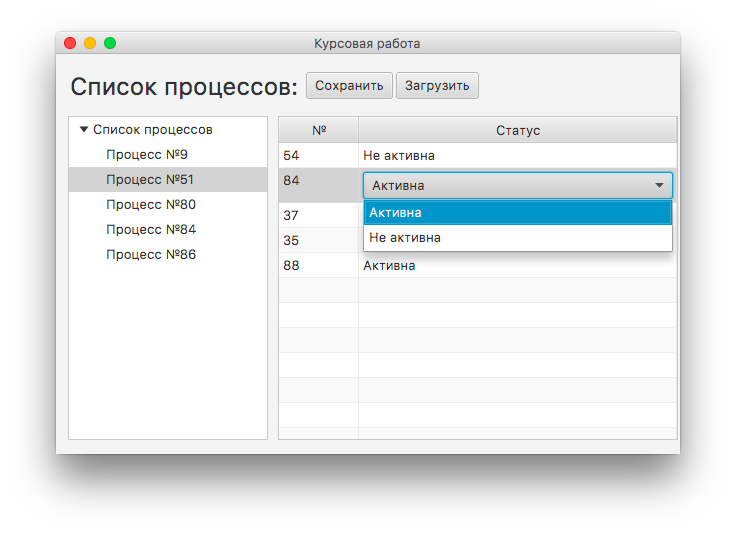 Курсовая работа
Список процессов: Сохранить Загрузить
Список процессов
Процесс №9
Процесс №51
Процесс №80
Процесс №84
Процесс №86
№ Статус
54 Не активна
84 Активна
Активна
37
Не активна
35
88 Активна